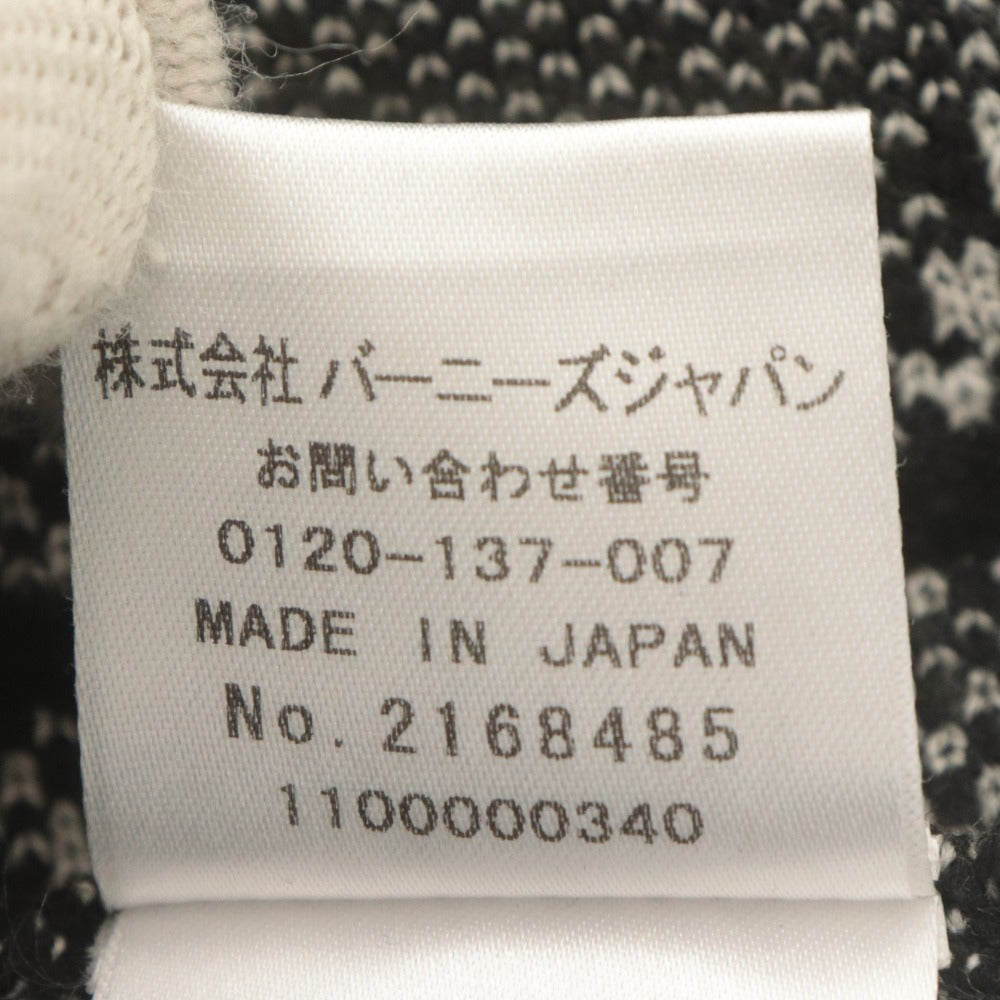 株式会社バーニーズジャパン
お問い合わせ番号
0120-137-007
MADE IN JAPAN
No. 2168485
1100000340